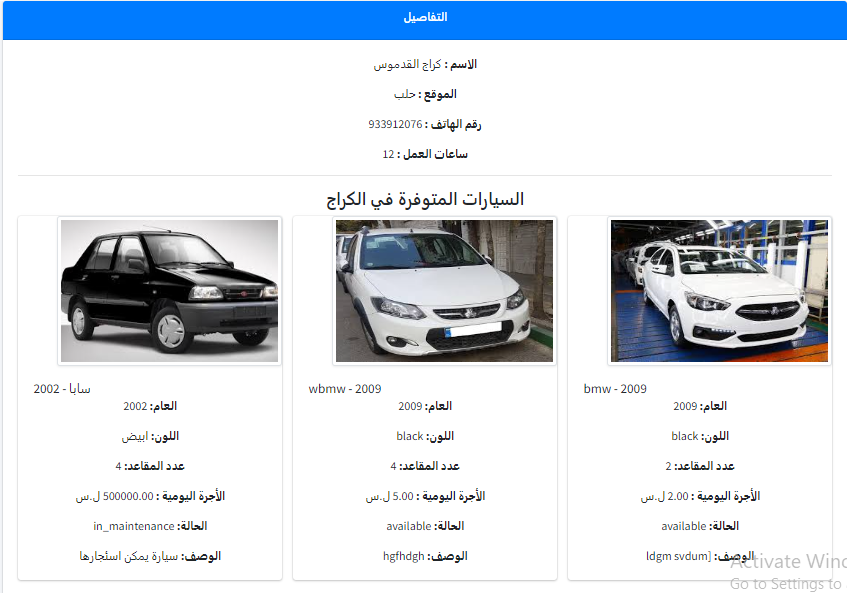 التفاصيل
الاسم : كراج القدموس
الموقع : حلب
رقم الهاتف : 933912076
ساعات العمل : 12
السيارات المتوفرة في الكراج
bmw - 2009
العام: 2009
اللون: black
عدد المقاعد: 2
الأجرة اليومية : 2.00 ل.س
الحالة: available
الوصف: ldgm svdum]
wbmw - 2009
العام: 2009
اللون: black
عدد المقاعد: 4
الأجرة اليومية : 5.00 ل.س
الحالة: available
الوصف: hgfhdgh
سابا - 2002
العام: 2002
اللون: ابيض
عدد المقاعد: 4
الأجرة اليومية : 500000.00 ل.س
الحالة: in_maintenance
الوصف: سيارة يمكن استجارها
Activate Wind
Go to Settings to